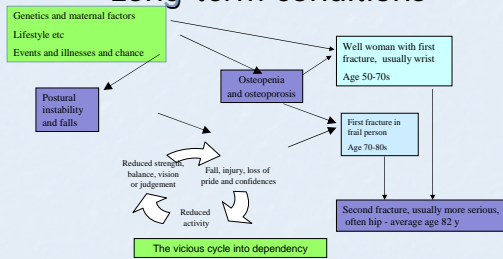 Long term conditions
Genetics and maternal factors
Lifestyle etc
Events and illnesses and chance
Well woman with first
fracture, usually wrist
Age 50-70s
Osteopenia
and osteoporosis
Postural
instability
and falls
First fracture in
frail person
Age 70-80s
Reduced strength,
balance, vision
or judgement
Fall, injury, loss of
pride and confidences
Reduced
activity
Second fracture, usually more serious,
often hip - average age 82 y
The vicious cycle into dependency